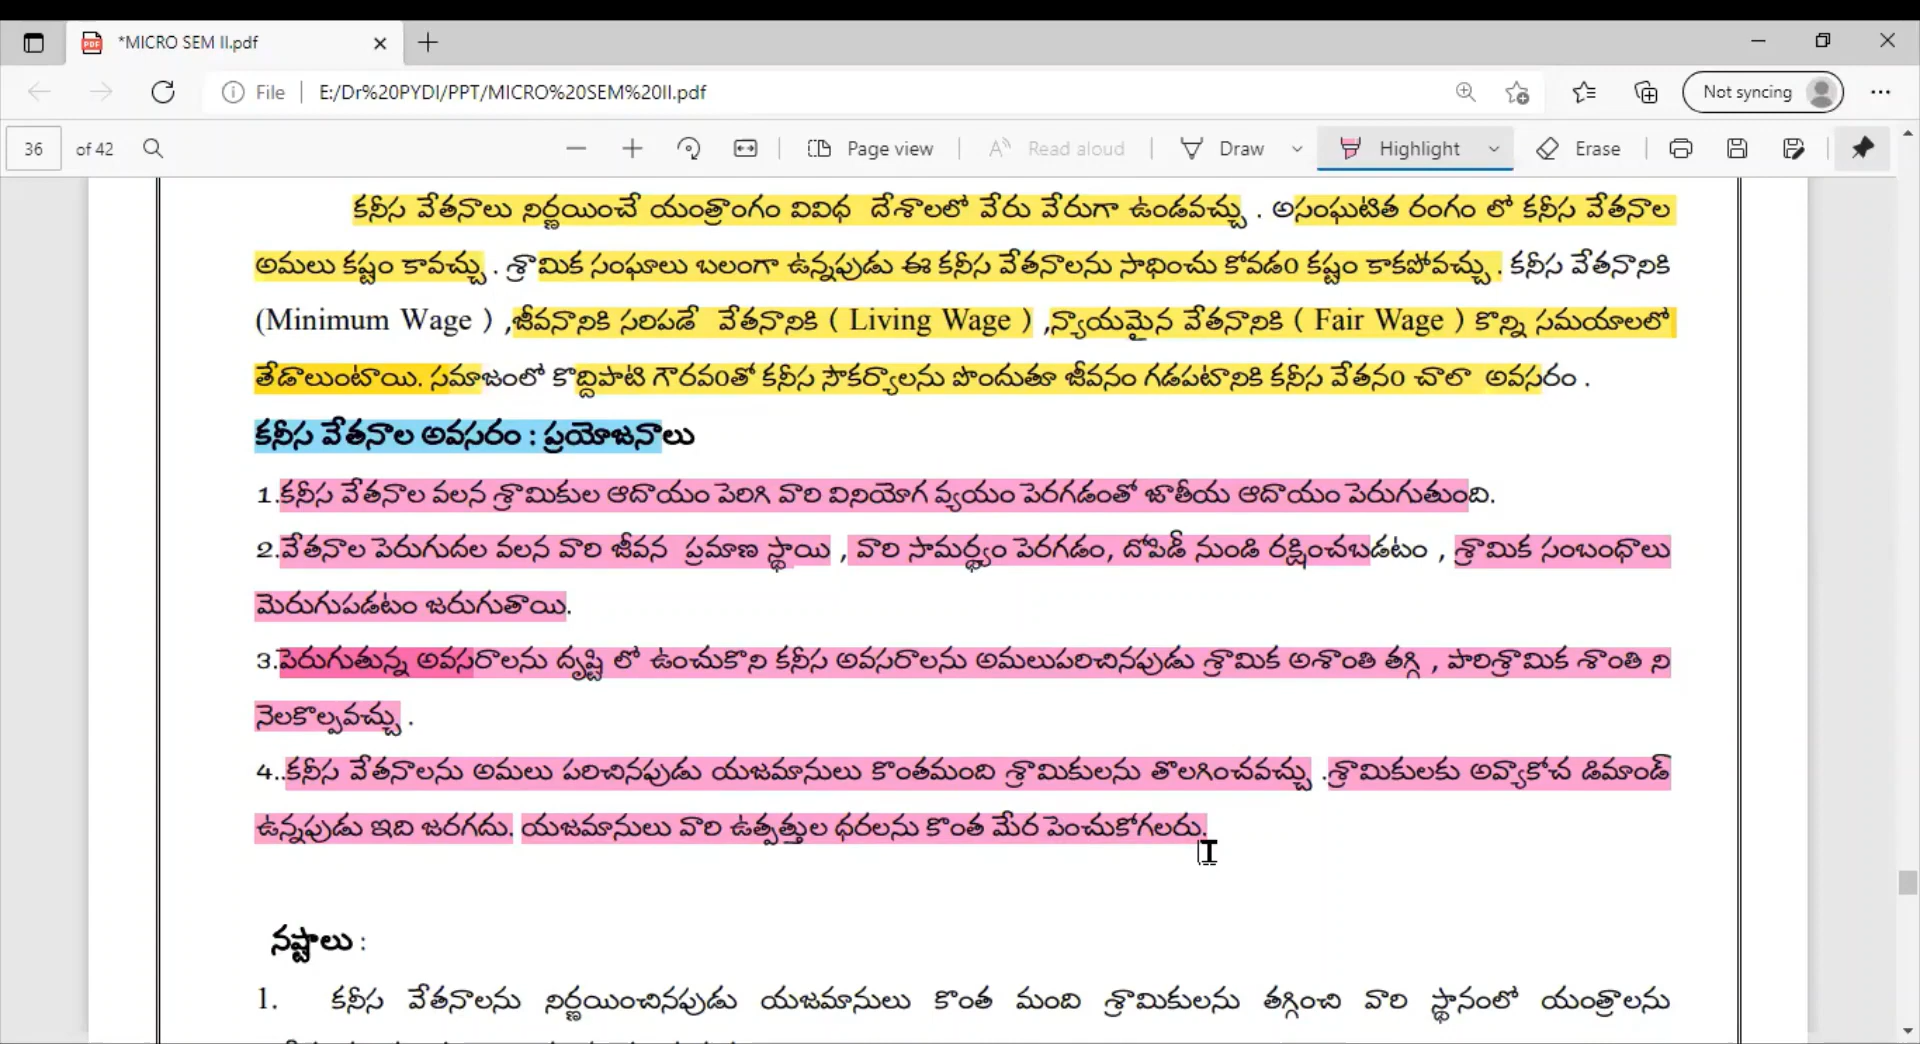 *MICRO SEM II.pdf
File | E:/Dr%20PYDI/PPT/MICRO%20SEM%20II.pdf
Not syncing
36 of 42
Page view
Read aloud
Draw
Highlight
Erase
కనీస వేతనాలు నిర్ణయించే యంత్రాంగం వివిధ దేశాలలో వేరు వేరుగా ఉండవచ్చు . అసంఘటిత రంగం లో కనీస వేతనాల
అమలు కష్టం కావచ్చు . శ్రామిక సంఘాలు బలంగా ఉన్నపుడు ఈ కనీస వేతనాలను సాధించు కోవడం కష్టం కాకపోవచ్చు . కనీస వేతనానికి
(Minimum Wage ) ,జీవనానికి సరిపడే వేతనానికి ( Living Wage ) ,న్యాయమైన వేతనానికి ( Fair Wage ) కొన్ని సమయాలలో
తేడాలుంటాయి. సమాజంలో కొద్దిపాటి గౌరవంతో కనీస సౌకర్యాలను పొందుతూ జీవనం గడపటానికి కనీస వేతనం చాలా అవసరం .
కనీస వేతనాల అవసరం : ప్రయోజనాలు
1.కనీస వేతనాల వలన శ్రామికుల ఆదాయం పెరిగి వారి వినియోగ వ్యయం పెరగడంతో జాతీయ ఆదాయం పెరుగుతుంది.
2.వేతనాల పెరుగుదల వలన వారి జీవన ప్రమాణ స్థాయి , వారి సామర్థ్యం పెరగడం, దోపిడీ నుండి రక్షించబడటం , శ్రామిక సంబంధాలు
మెరుగుపడటం జరుగుతాయి.
3.పెరుగుతున్న అవసరాలను దృష్టి లో ఉంచుకొని కనీస అవసరాలను అమలుపరిచినపుడు శ్రామిక అశాంతి తగ్గి , పారిశ్రామిక శాంతి ని
నెలకొల్పవచ్చు .
4..కనీస వేతనాలను అమలు పరిచినపుడు యజమానులు కొంతమంది శ్రామికులను తొలగించవచ్చు .శ్రామికులకు అవ్యాకోచ డిమాండ్
ఉన్నపుడు ఇది జరగదు. యజమానులు వారి ఉత్పత్తుల ధరలను కొంత మేర పెంచుకోగలరు.
నష్టాలు :
1. కనీస వేతనాలను నిర్ణయించినపుడు యజమానులు కొంత మంది శ్రామికులను తగ్గించి వారి స్థానంలో యంత్రాలను